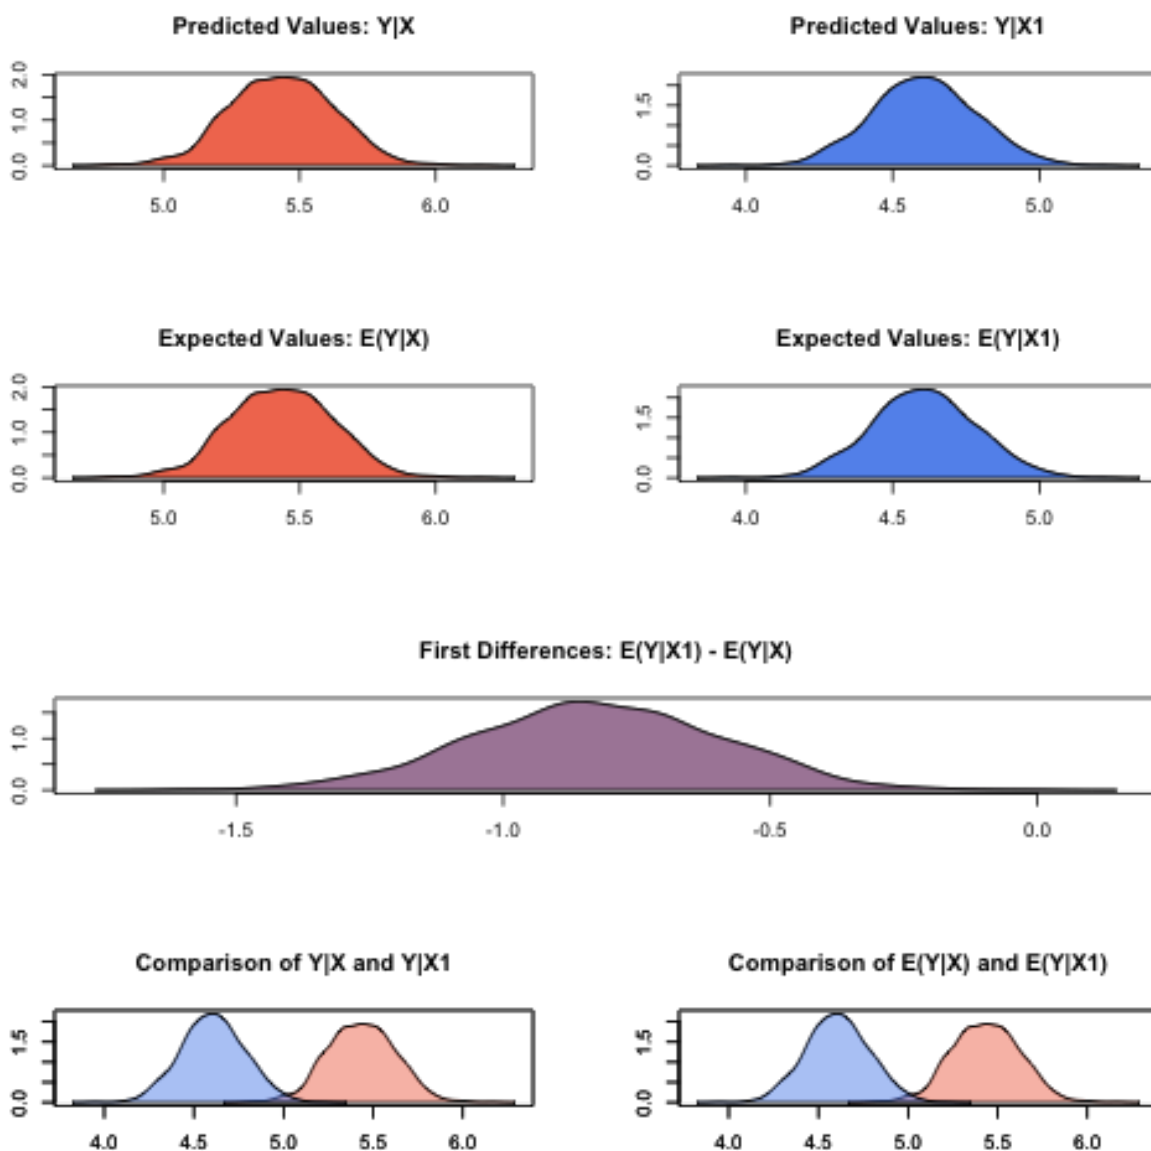 Predicted Values: Y|X
Predicted Values: Y|X1
0.0 1.0 2.0
5.0 5.5 6.0
0.0 1.5
4.0 4.5 5.0
Expected Values: E(Y|X)
Expected Values: E(Y|X1)
0.0 1.0 2.0
5.0 5.5 6.0
0.0 1.5
4.0 4.5 5.0
First Differences: E(Y|X1) - E(Y|X)
0.0 1.0
-1.5 -1.0 -0.5 0.0
Comparison of Y|X and Y|X1
Comparison of E(Y|X) and E(Y|X1)
0.0 1.5
4.0 4.5 5.0 5.5 6.0
0.0 1.5
4.0 4.5 5.0 5.5 6.0